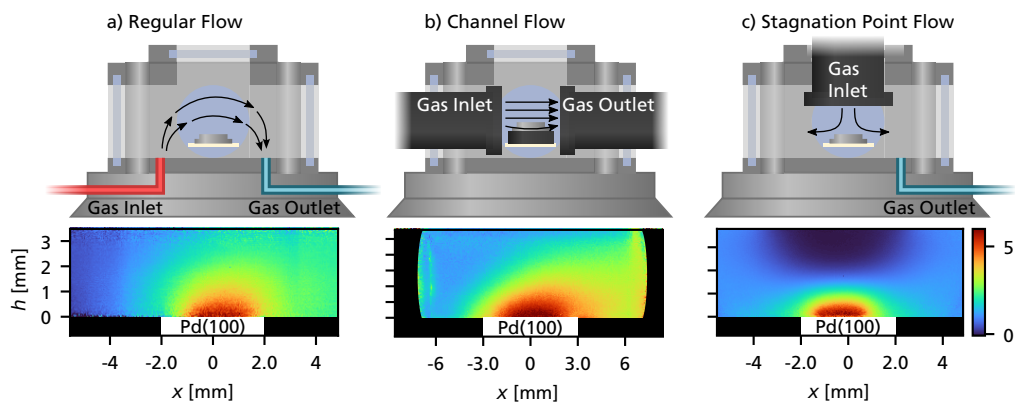 a) Regular Flow
Gas Inlet
Gas Outlet
b) Channel Flow
Gas Inlet
Gas Outlet
c) Stagnation Point Flow
Gas
Inlet
Gas Outlet
h [mm]
3
2
1
0
Pd(100)
-4
-2.0
0
2.0
4
x [mm]
Pd(100)
-6
-3.0
0
3.0
6
x [mm]
Pd(100)
-4
-2.0
0
2.0
4
x [mm]
5
0